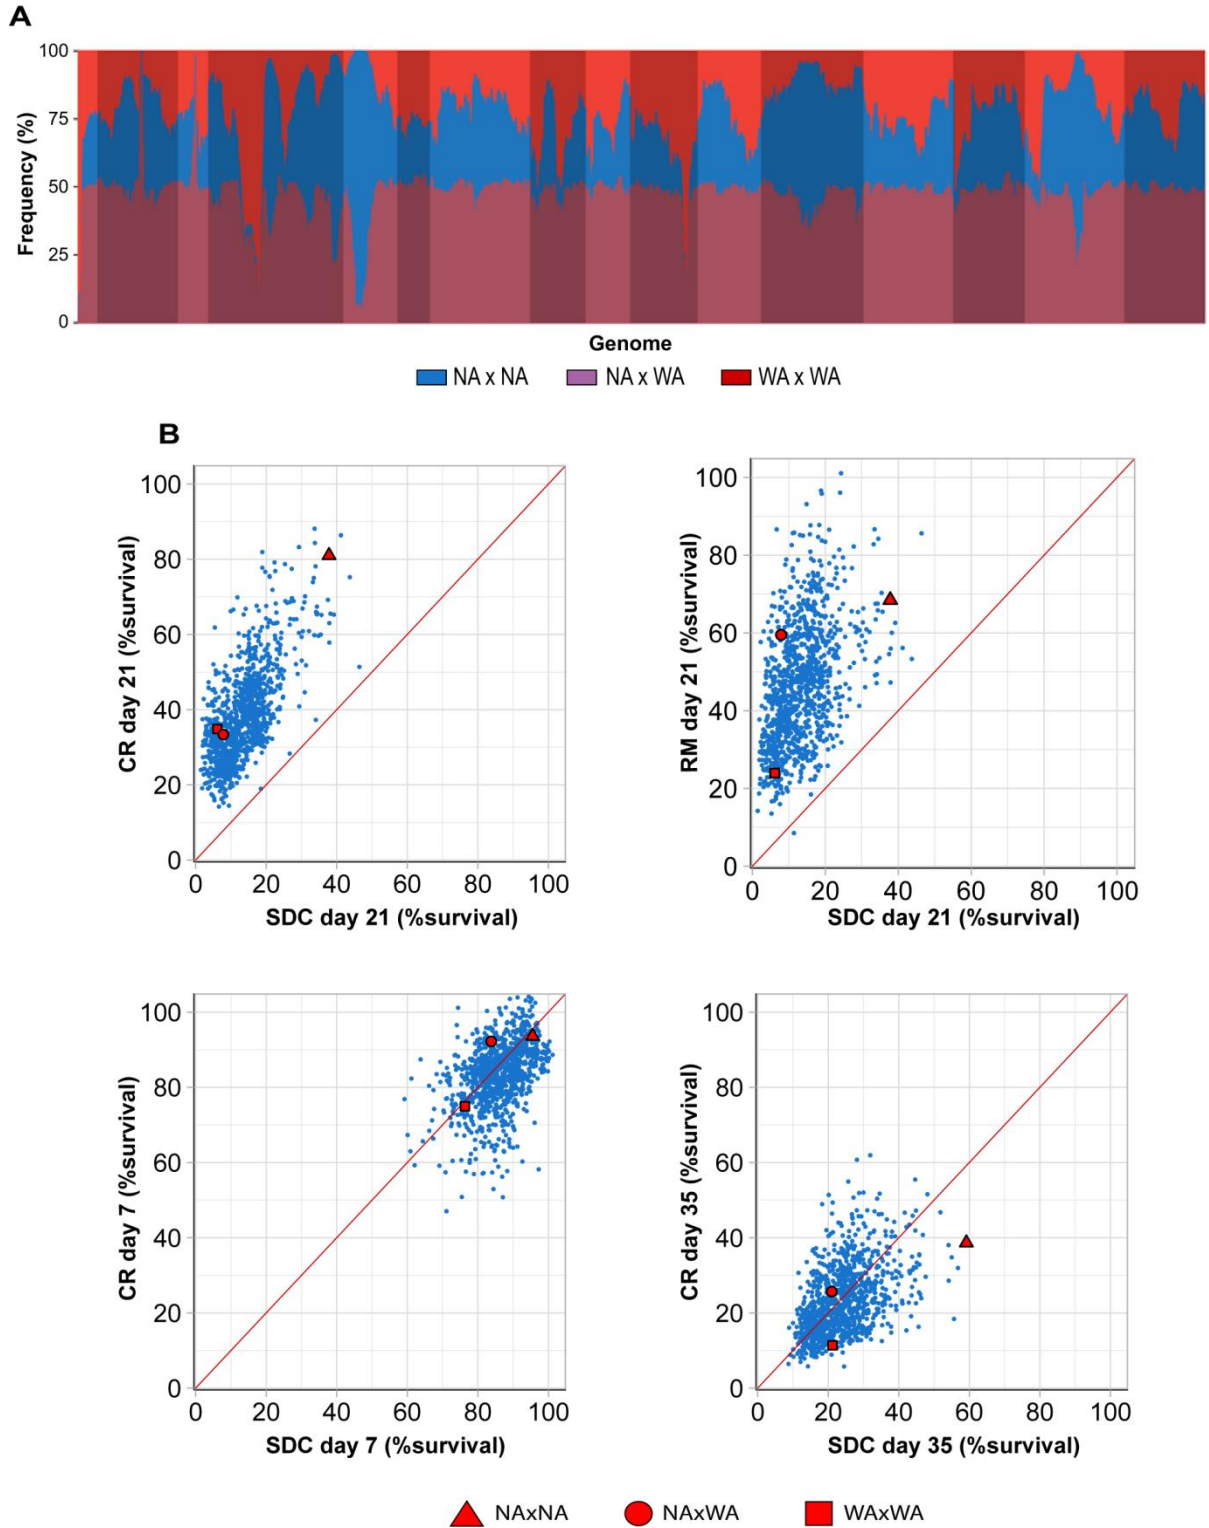 A
100
75
50
25
0
Frequency (%)
Genome
NA x NA NA x WA WA x WA
B
100
80
60
40
20
0
CR day 21 (%survival)
0 20 40 60 80 100
SDC day 21 (%survival)
100
80
60
40
20
0
RM day 21 (%survival)
0 20 40 60 80 100
SDC day 21 (%survival)
100
80
60
40
20
0
CR day 7 (%survival)
0 20 40 60 80 100
SDC day 7 (%survival)
100
80
60
40
20
0
CR day 35 (%survival)
0 20 40 60 80 100
SDC day 35 (%survival)
NAxNA NAxWA WAxWA